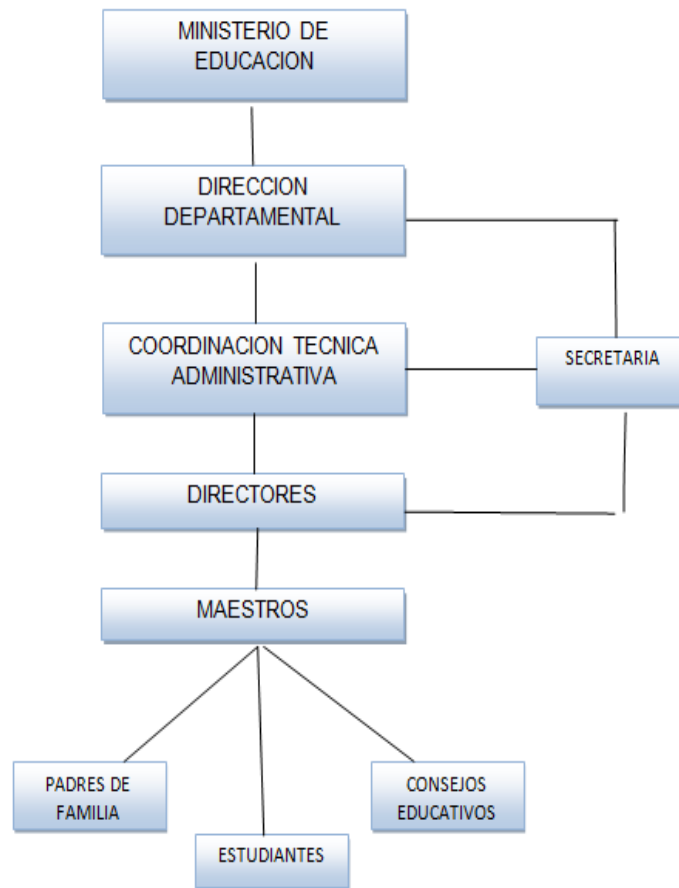 MINISTERIO DE
EDUCACION
DIRECCION
DEPARTAMENTAL
COORDINACION TECNICA
ADMINISTRATIVA
SECRETARIA
DIRECTORES
MAESTROS
PADRES DE
FAMILIA
CONSEJOS
EDUCATIVOS
ESTUDIANTES